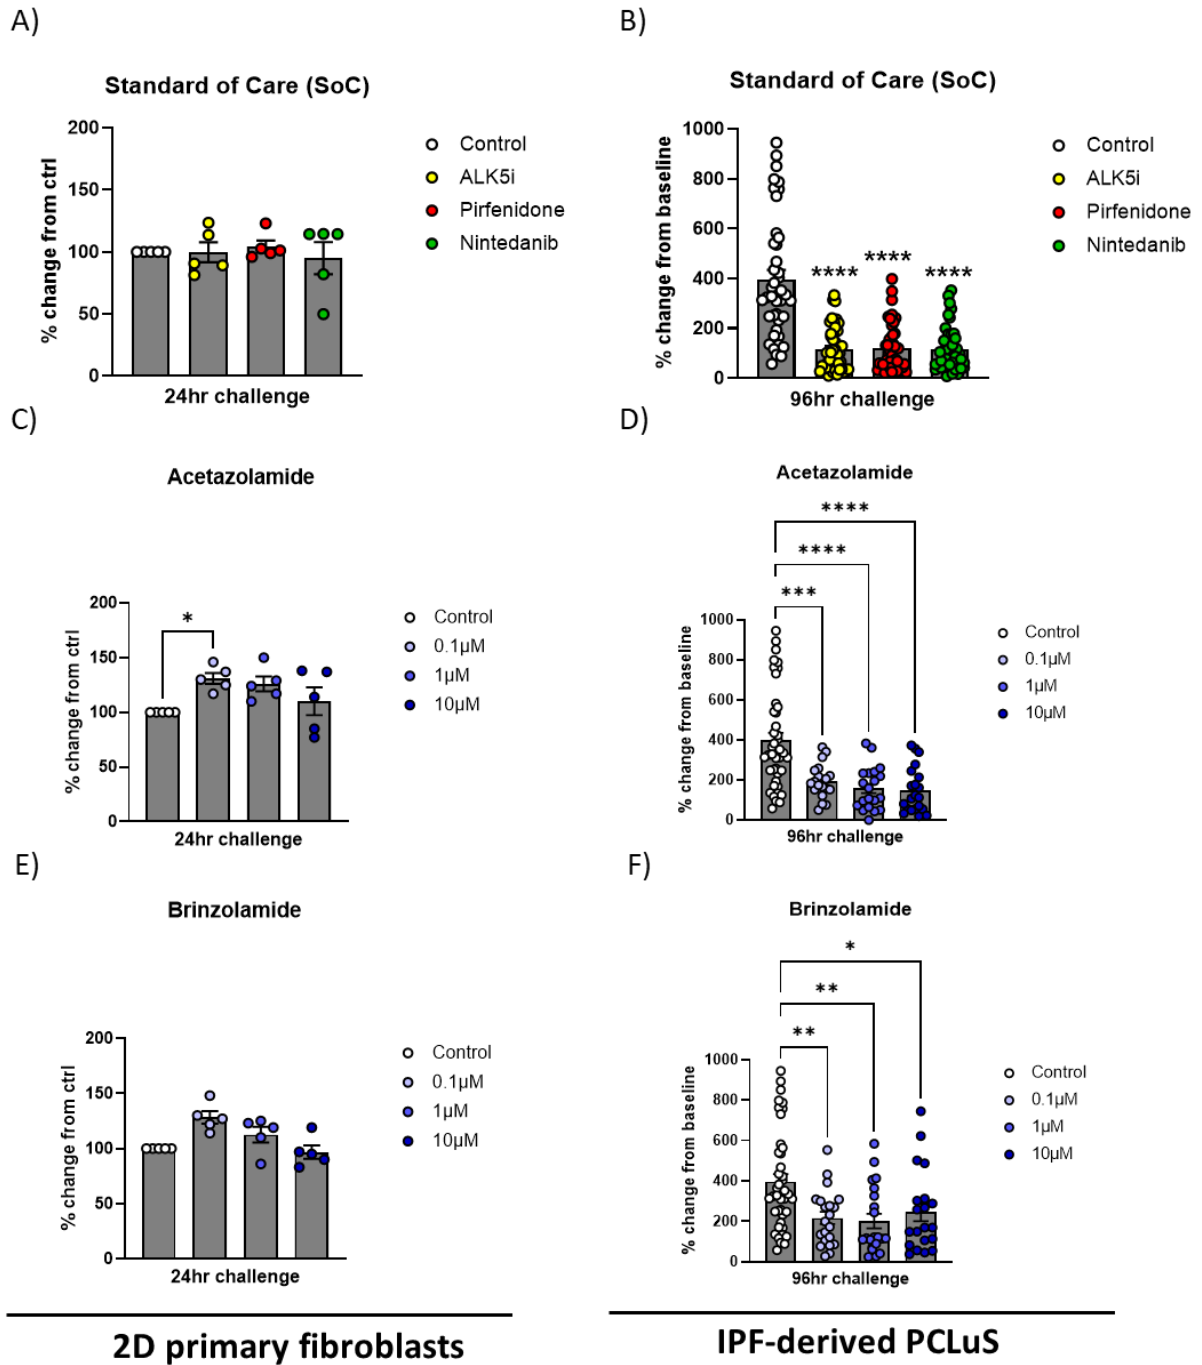 A)
Standard of Care (SoC)
% change from ctrl
200
150
100
50
0
24hr challenge
Control
ALK5i
Pirfenidone
Nintedanib
B)
Standard of Care (SoC)
% change from baseline
1000
800
600
400
200
0
****
****
****
96hr challenge
Control
ALK5i
Pirfenidone
Nintedanib
C)
Acetazolamide
% change from ctrl
200
150
100
50
0
*
24hr challenge
Control
0.1µM
1µM
10µM
D)
Acetazolamide
****
****
***
% change from baseline
1000
800
600
400
200
0
96hr challenge
Control
0.1µM
1µM
10µM
E)
Brinzolamide
% change from ctrl
200
150
100
50
0
24hr challenge
Control
0.1µM
1µM
10µM
F)
Brinzolamide
*
**
**
% change from baseline
1000
800
600
400
200
0
96hr challenge
Control
0.1µM
1µM
10µM
2D primary fibroblasts
IPF-derived PCLuS